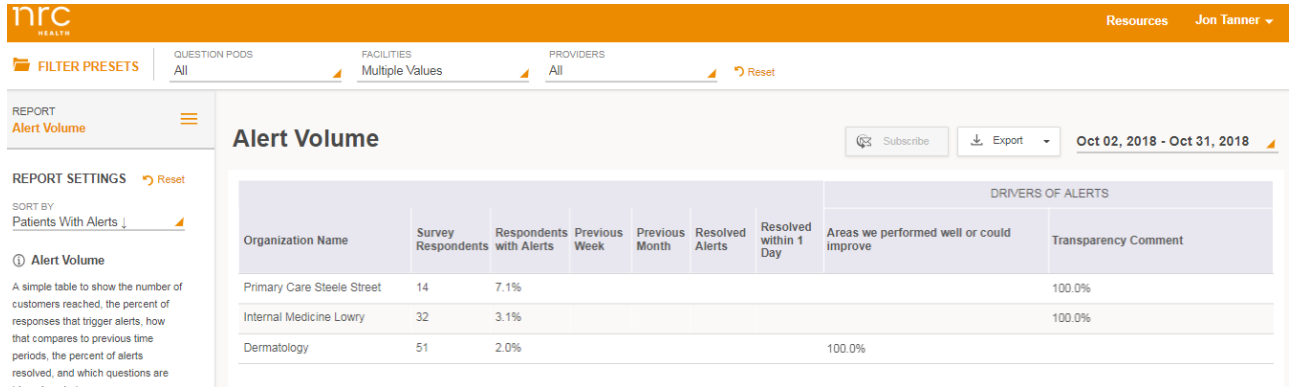 nrc
HEALTH
Resources Jon Tanner
FILTER PRESETS
QUESTION PODS
All
FACILITIES
Multiple Values
PROVIDERS
All
Reset
REPORT
Alert Volume
REPORT SETTINGS Reset
SORT BY
Patients With Alerts ↓
Alert Volume
A simple table to show the number of
customers reached, the percent of
responses that trigger alerts, how
that compares to previous time
periods, the percent of alerts
resolved, and which questions are
Alert Volume
Subscribe Export Oct 02, 2018 - Oct 31, 2018
DRIVERS OF ALERTS
Organization Name
Survey
Respondents
Respondents
with Alerts
Previous
Week
Previous
Month
Resolved
Alerts
Resolved
within 1
Day
Areas we performed well or could
improve
Transparency Comment
Primary Care Steele Street 14 7.1% 100.0%
Internal Medicine Lowry 32 3.1% 100.0%
Dermatology 51 2.0% 100.0%